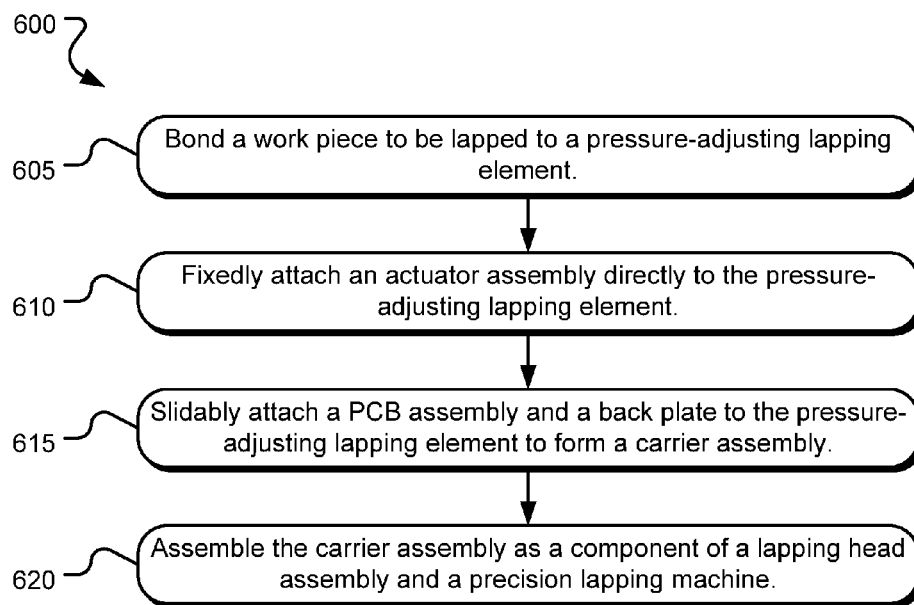 600
605
Bond a work piece to be lapped to a pressure-adjusting lapping
element.
610
Fixedly attach an actuator assembly directly to the pressure-
adjusting lapping element.
615
Slidably attach a PCB assembly and a back plate to the pressure-
adjusting lapping element to form a carrier assembly.
620
Assemble the carrier assembly as a component of a lapping head
assembly and a precision lapping machine.